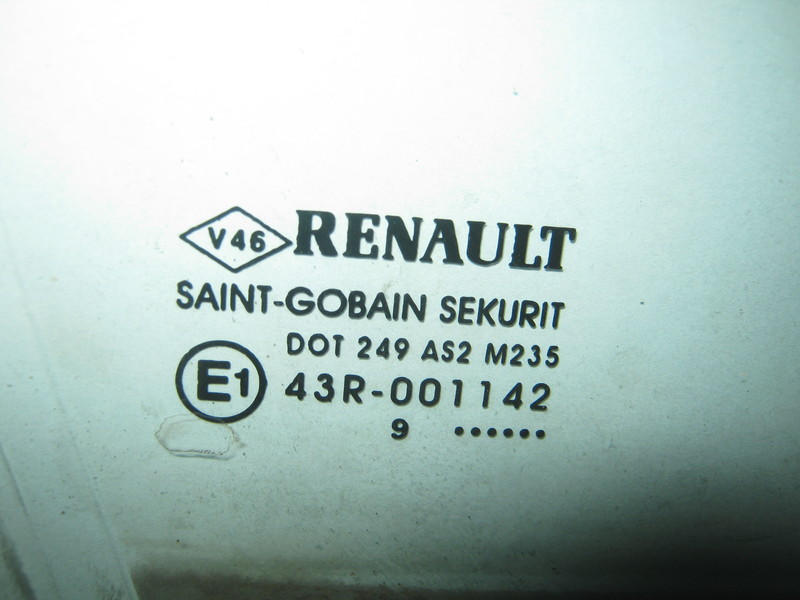 V46 RENAULT
SAINT-GOBAIN SEKURIT
DOT 249 AS2 M235
E1 43R-001142
9 ......